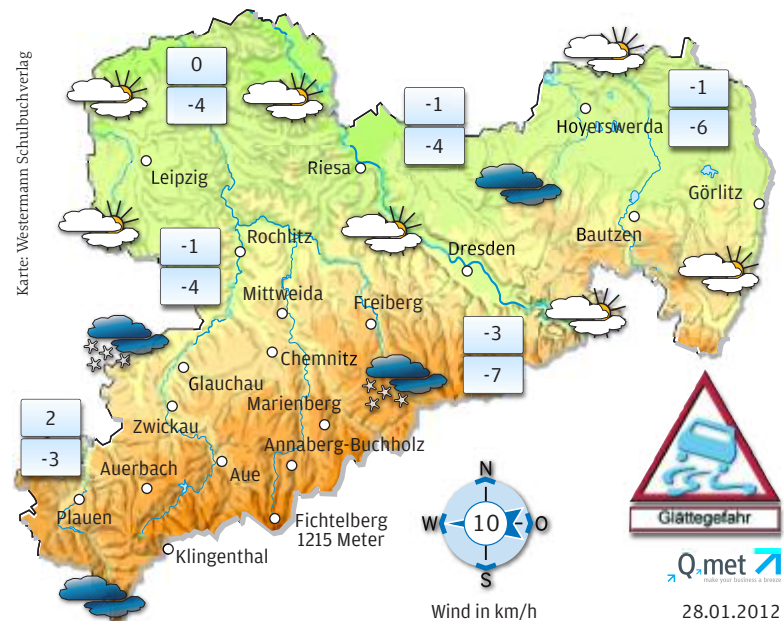 Karte: Westermann Schulbuchverlag
0
-4
-1
-4
-1
-6
Hoyerswerda
Leipzig
Riesa
Görlitz
Bautzen
Rochlitz
-1
-4
Dresden
Mittweida
Freiberg
-3
-7
Chemnitz
Glauchau
Marienberg
Zwickau
2
-3
Annaberg-Buchholz
Auerbach
Aue
Plauen
Fichtelberg
1215 Meter
Klingenthal
N
W
10
O
S
Wind in km/h
Glättegefahr
Q.met
make your business a breeze
28.01.2012